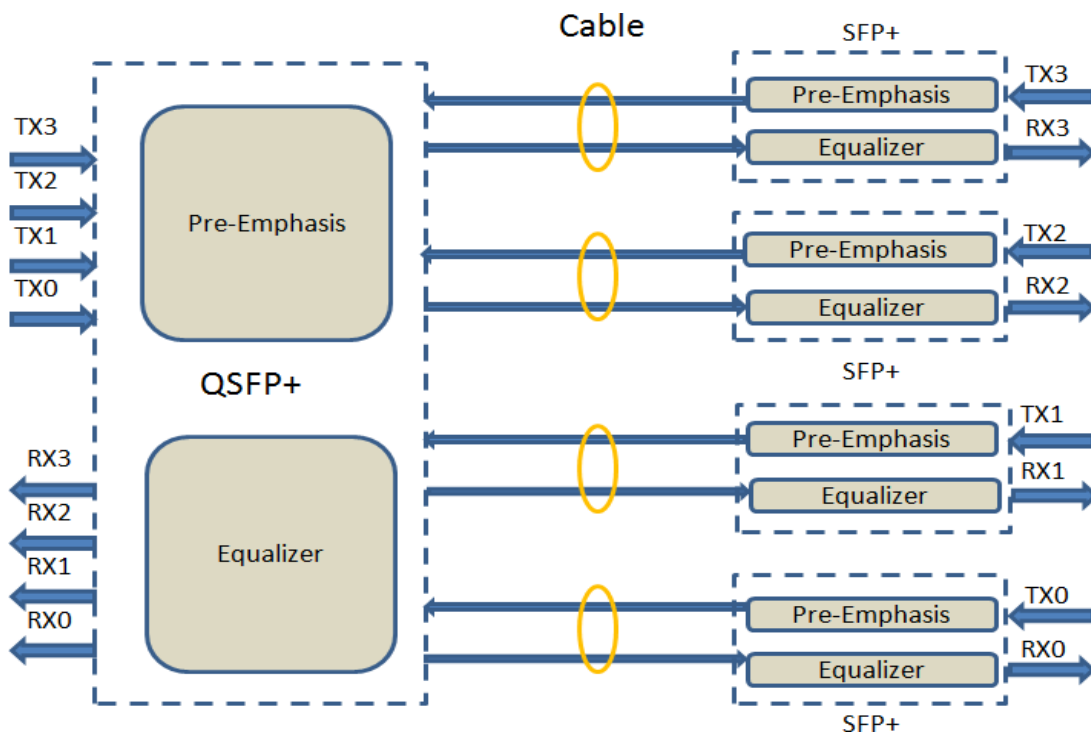 Cable
SFP+
TX3
TX2
TX1
TX0
Pre-Emphasis
QSFP+
Equalizer
RX3
RX2
RX1
RX0
Pre-Emphasis
TX3
Equalizer
RX3
Pre-Emphasis
TX2
Equalizer
RX2
SFP+
Pre-Emphasis
TX1
Equalizer
RX1
Pre-Emphasis
TX0
Equalizer
RX0
SFP+